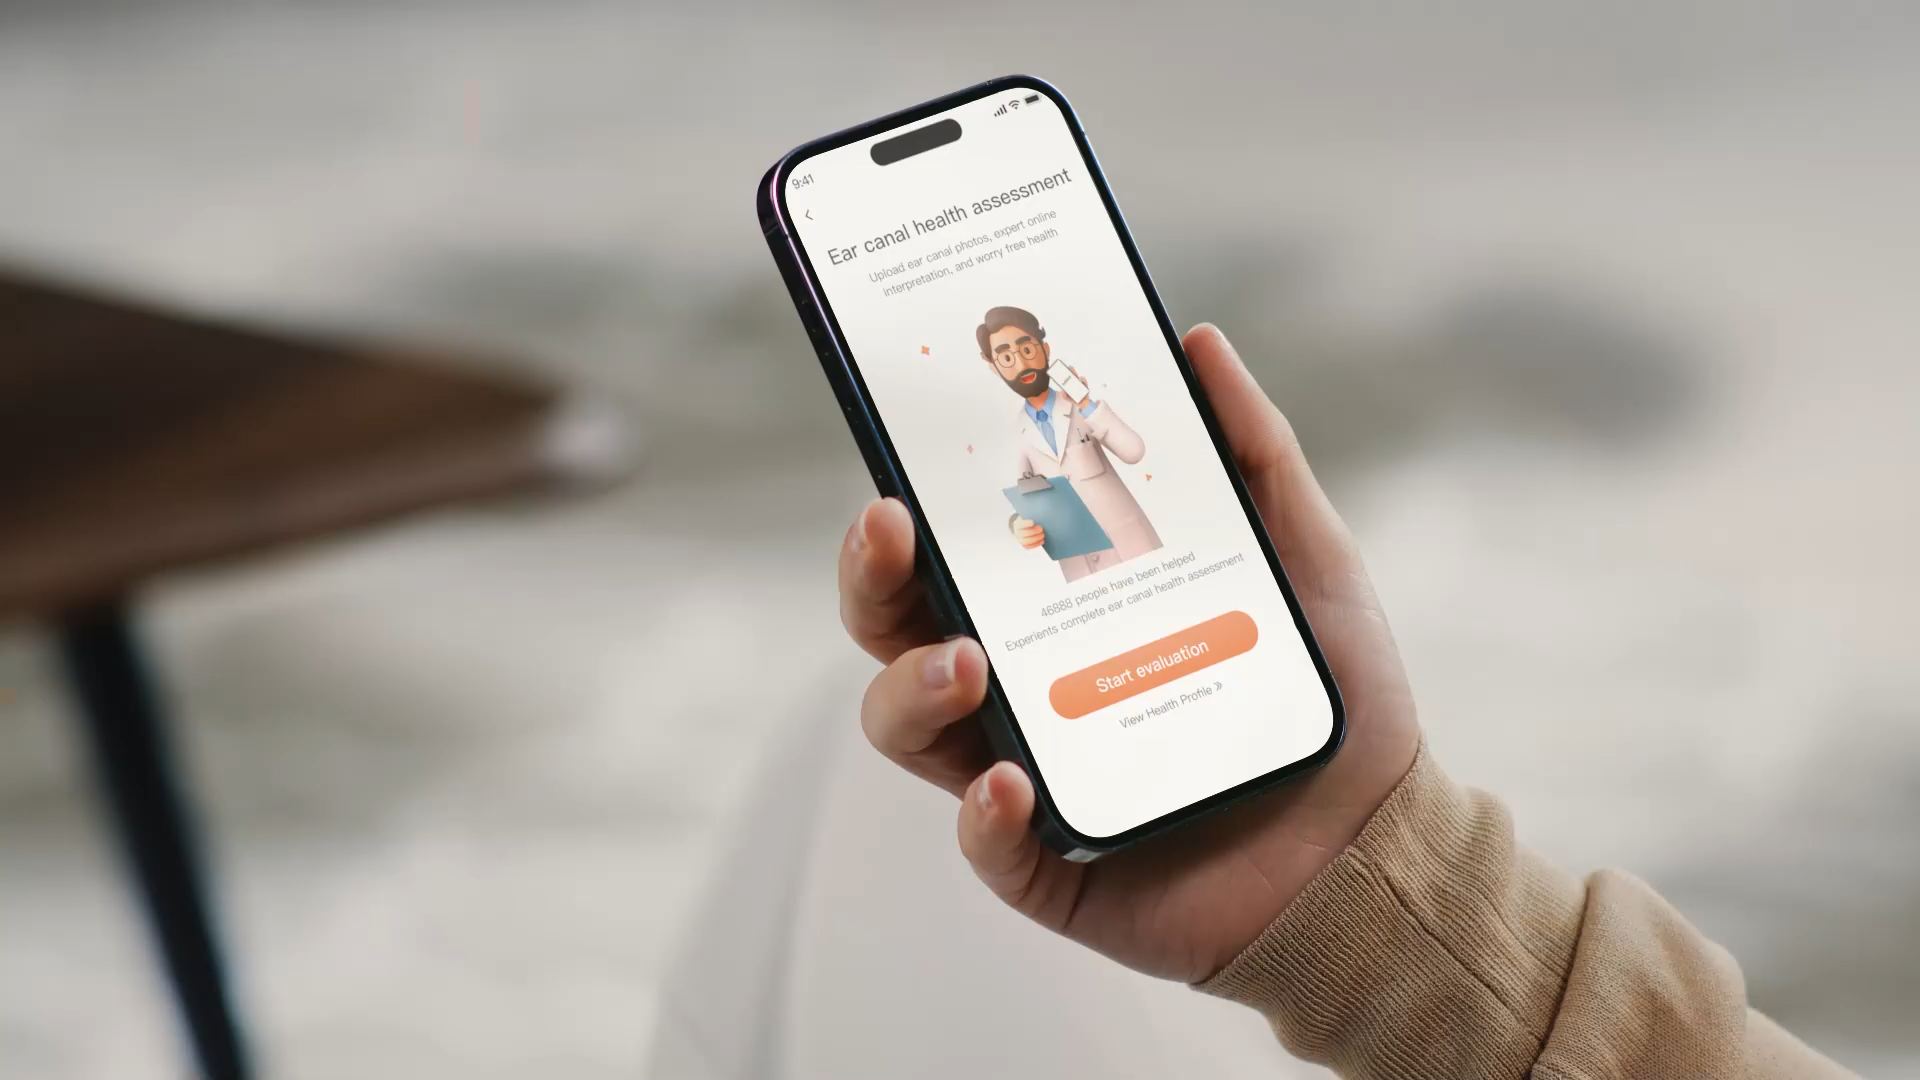 9:41
Ear canal health assessment
Upload ear canal photos, expert online
interpretation, and worry free health
46888 people have been helped
Experients complete ear canal health assessment
Start evaluation
View Health Profile »